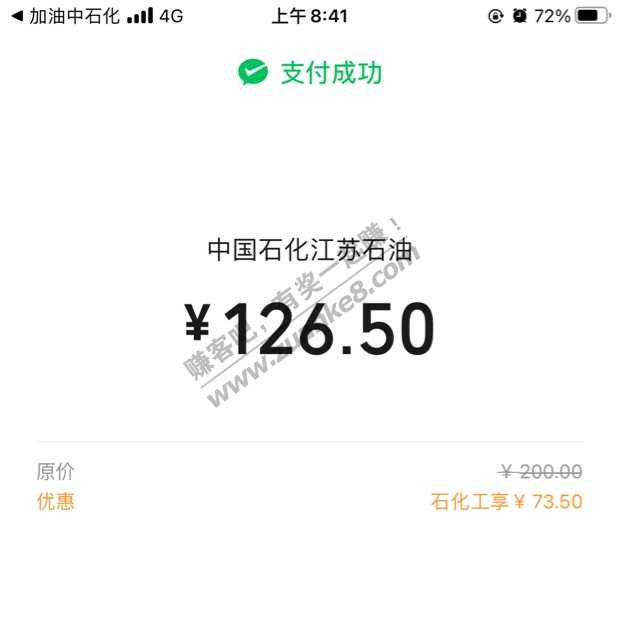 加油中石化 4G 上午8:41 72%
支付成功
中国石化江苏石油
¥126.50
赚客吧,有奖一起赚!
www.zuanke8.com
原价 ¥ 200.00
优惠 石化工享¥ 73.50